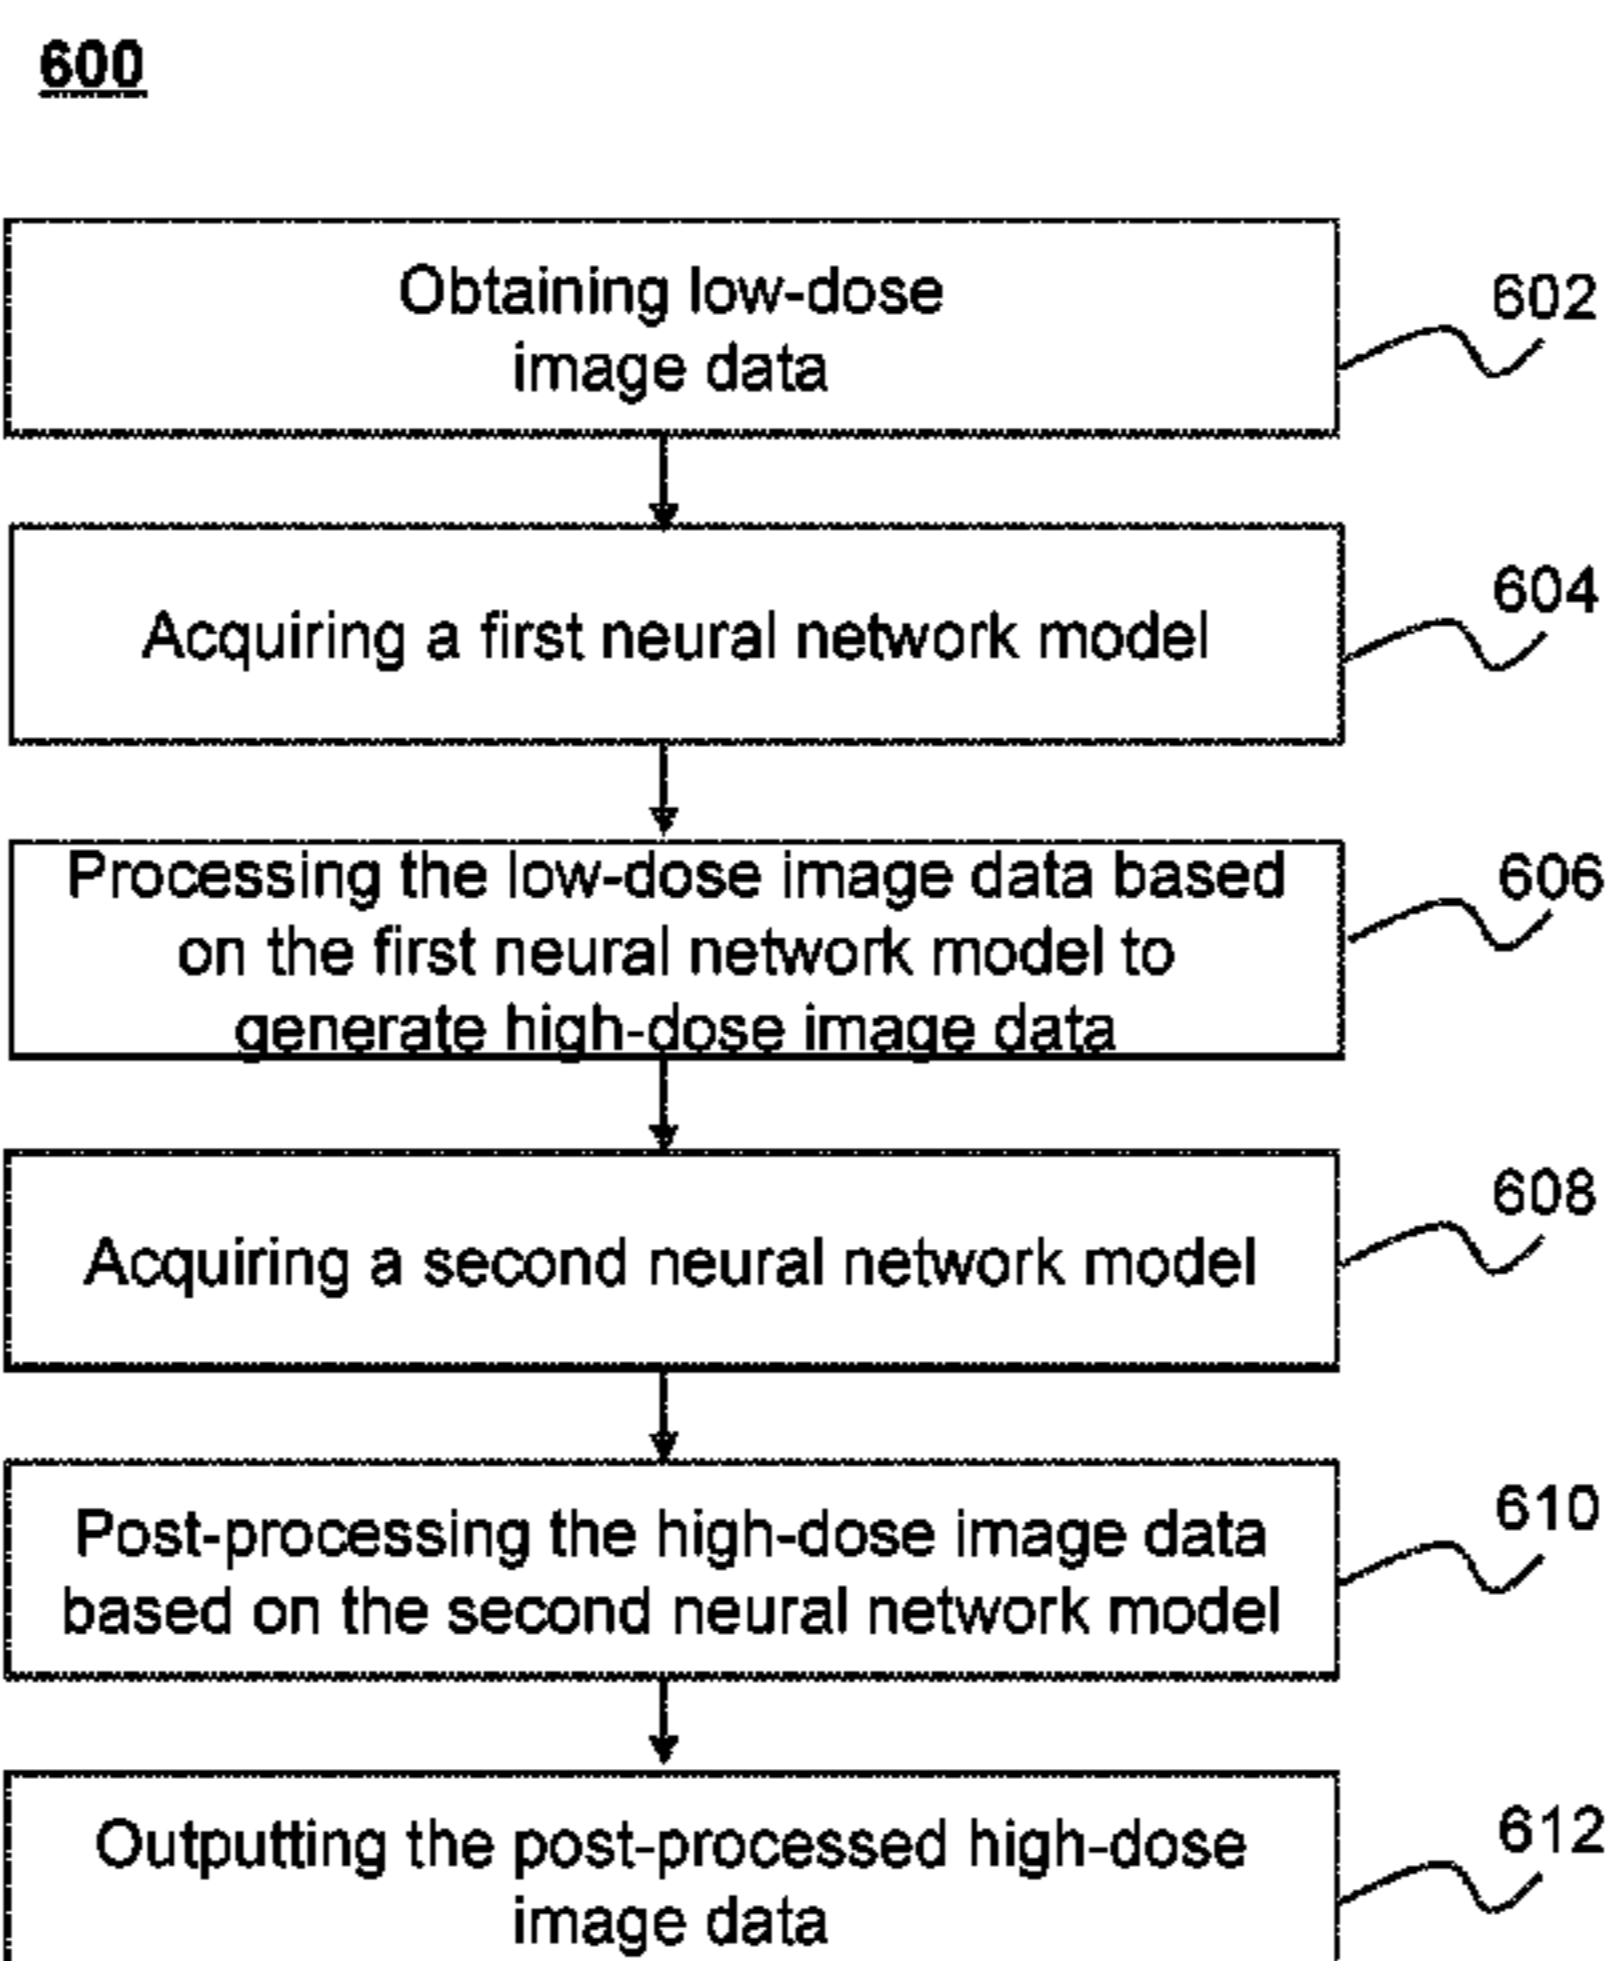 600
Obtaining low-dose
image data
602
Acquiring a first neural network model
604
Processing the low-dose image data based
on the first neural network model to
generate high-dose image data
606
Acquiring a second neural network model
608
Post-processing the high-dose image data
based on the second neural network model
610
Outputting the post-processed high-dose
image data
612